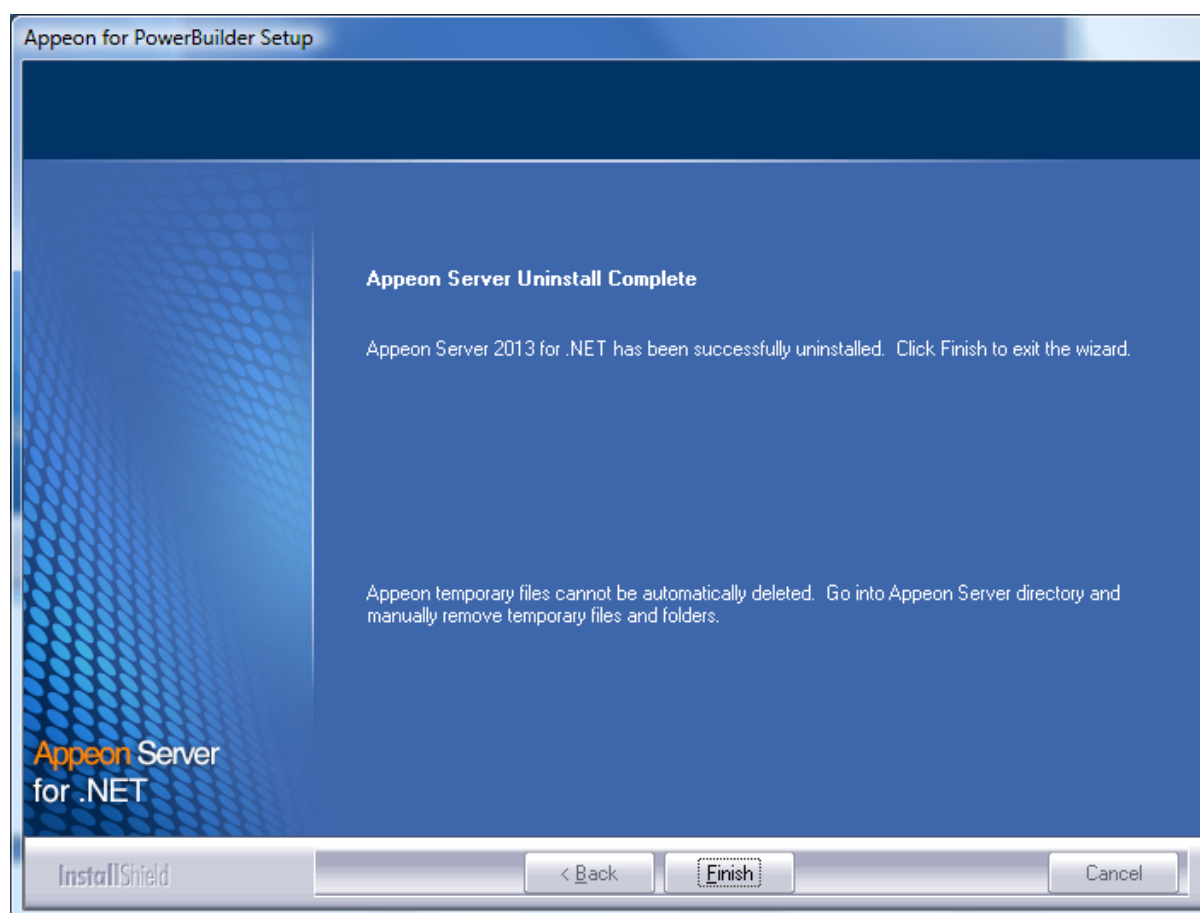 Appeon for PowerBuilder Setup
Appeon Server Uninstall Complete
Appeon Server 2013 for .NET has been successfully uninstalled.  Click Finish to exit the wizard.
Appeon temporary files cannot be automatically deleted.  Go into Appeon Server directory and
manually remove temporary files and folders.
Appeon Server
for .NET
InstallShield
< Back
Finish
Cancel